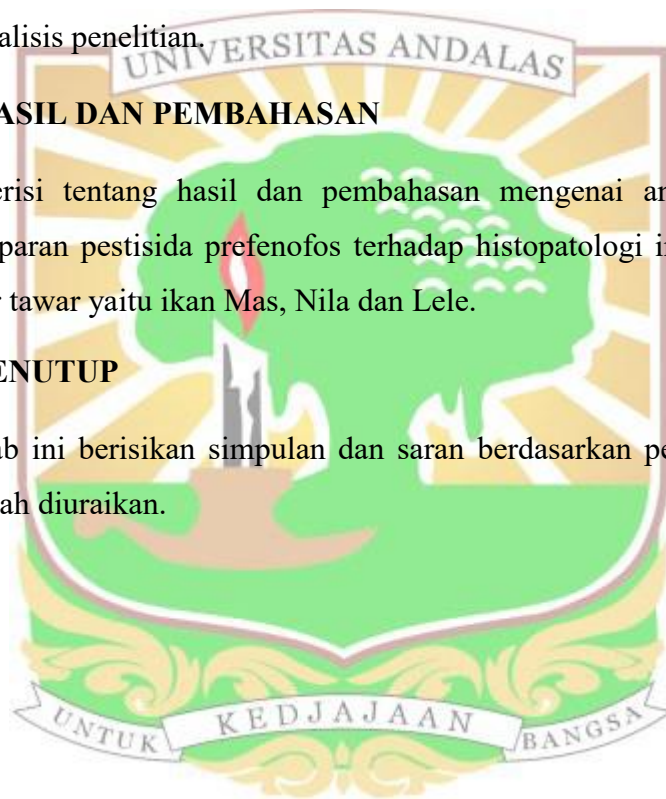 alisis penelitian.
UNIVERSITAS ANDALAS
ASIL DAN PEMBAHASAN
erisi tentang hasil dan pembahasan mengenai an
paran pestisida prefenofos terhadap histopatologi i
r tawar yaitu ikan Mas, Nila dan Lele.
ENUTUP
ab ini berisikan simpulan dan saran berdasarkan pe
ah diuraikan.
UNTUK KEDJAJAAN BANGSA